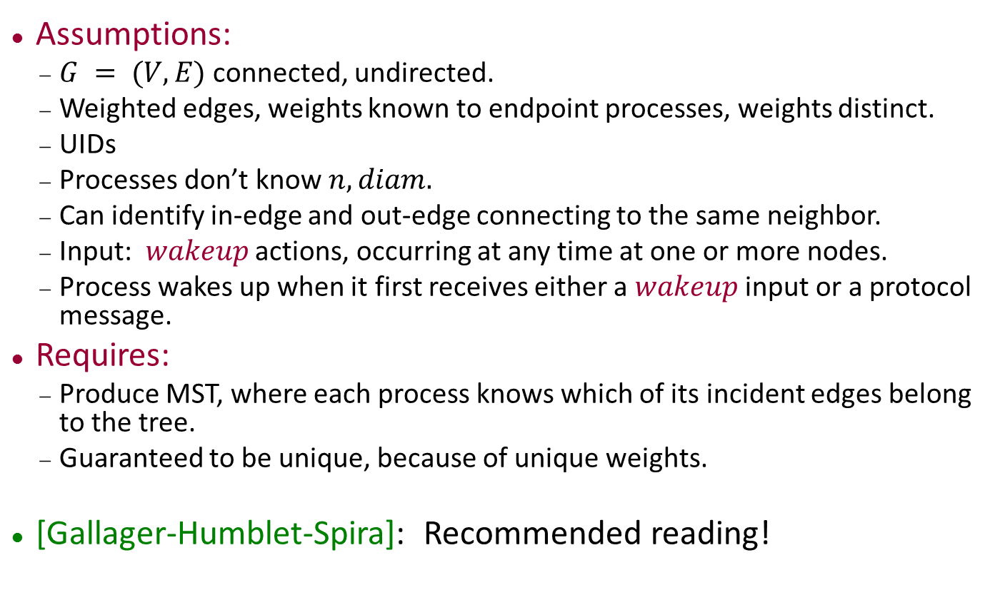 • Assumptions:
– G = (V, E) connected, undirected.
– Weighted edges, weights known to endpoint processes, weights distinct.
– UIDs
– Processes don’t know n, diam.
– Can identify in-edge and out-edge connecting to the same neighbor.
– Input: wakeup actions, occurring at any time at one or more nodes.
– Process wakes up when it first receives either a wakeup input or a protocol
message.
• Requires:
– Produce MST, where each process knows which of its incident edges belong
to the tree.
– Guaranteed to be unique, because of unique weights.
• [Gallager-Humblet-Spira]: Recommended reading!